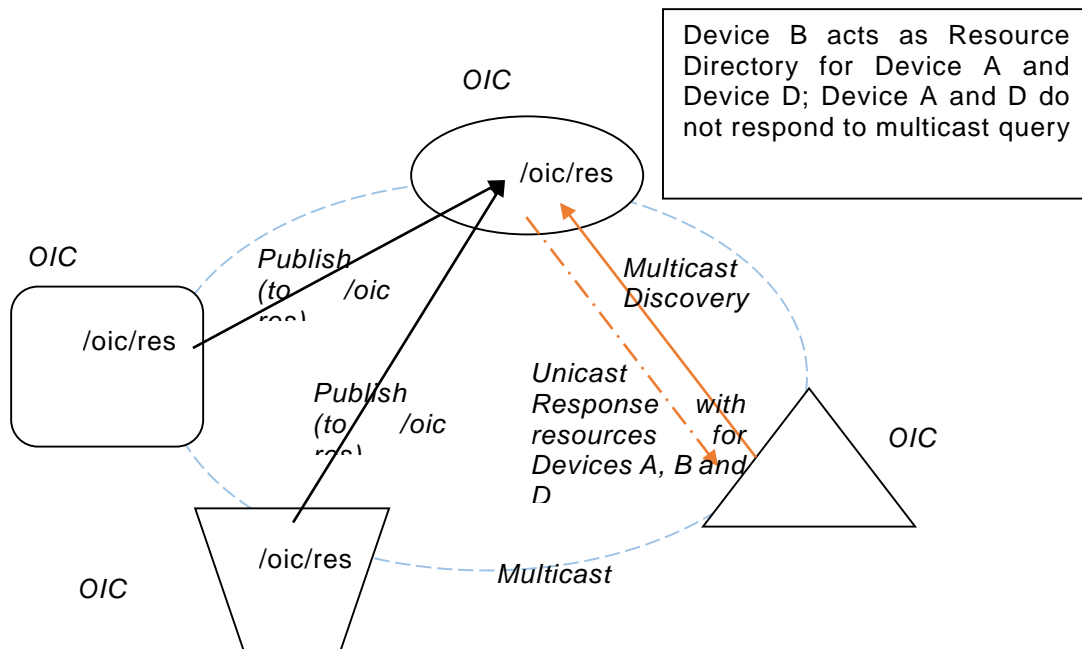 Device B acts as Resource
Directory for Device A and
Device D; Device A and D do
not respond to multicast query
OIC
/oic/res
OIC
Publish
(to /oic
res)
Multicast
Discovery
/oic/res
Unicast
Response with
resources for
Devices A, B and
D
Publish
(to /oic
res)
OIC
/oic/res
Multicast
OIC